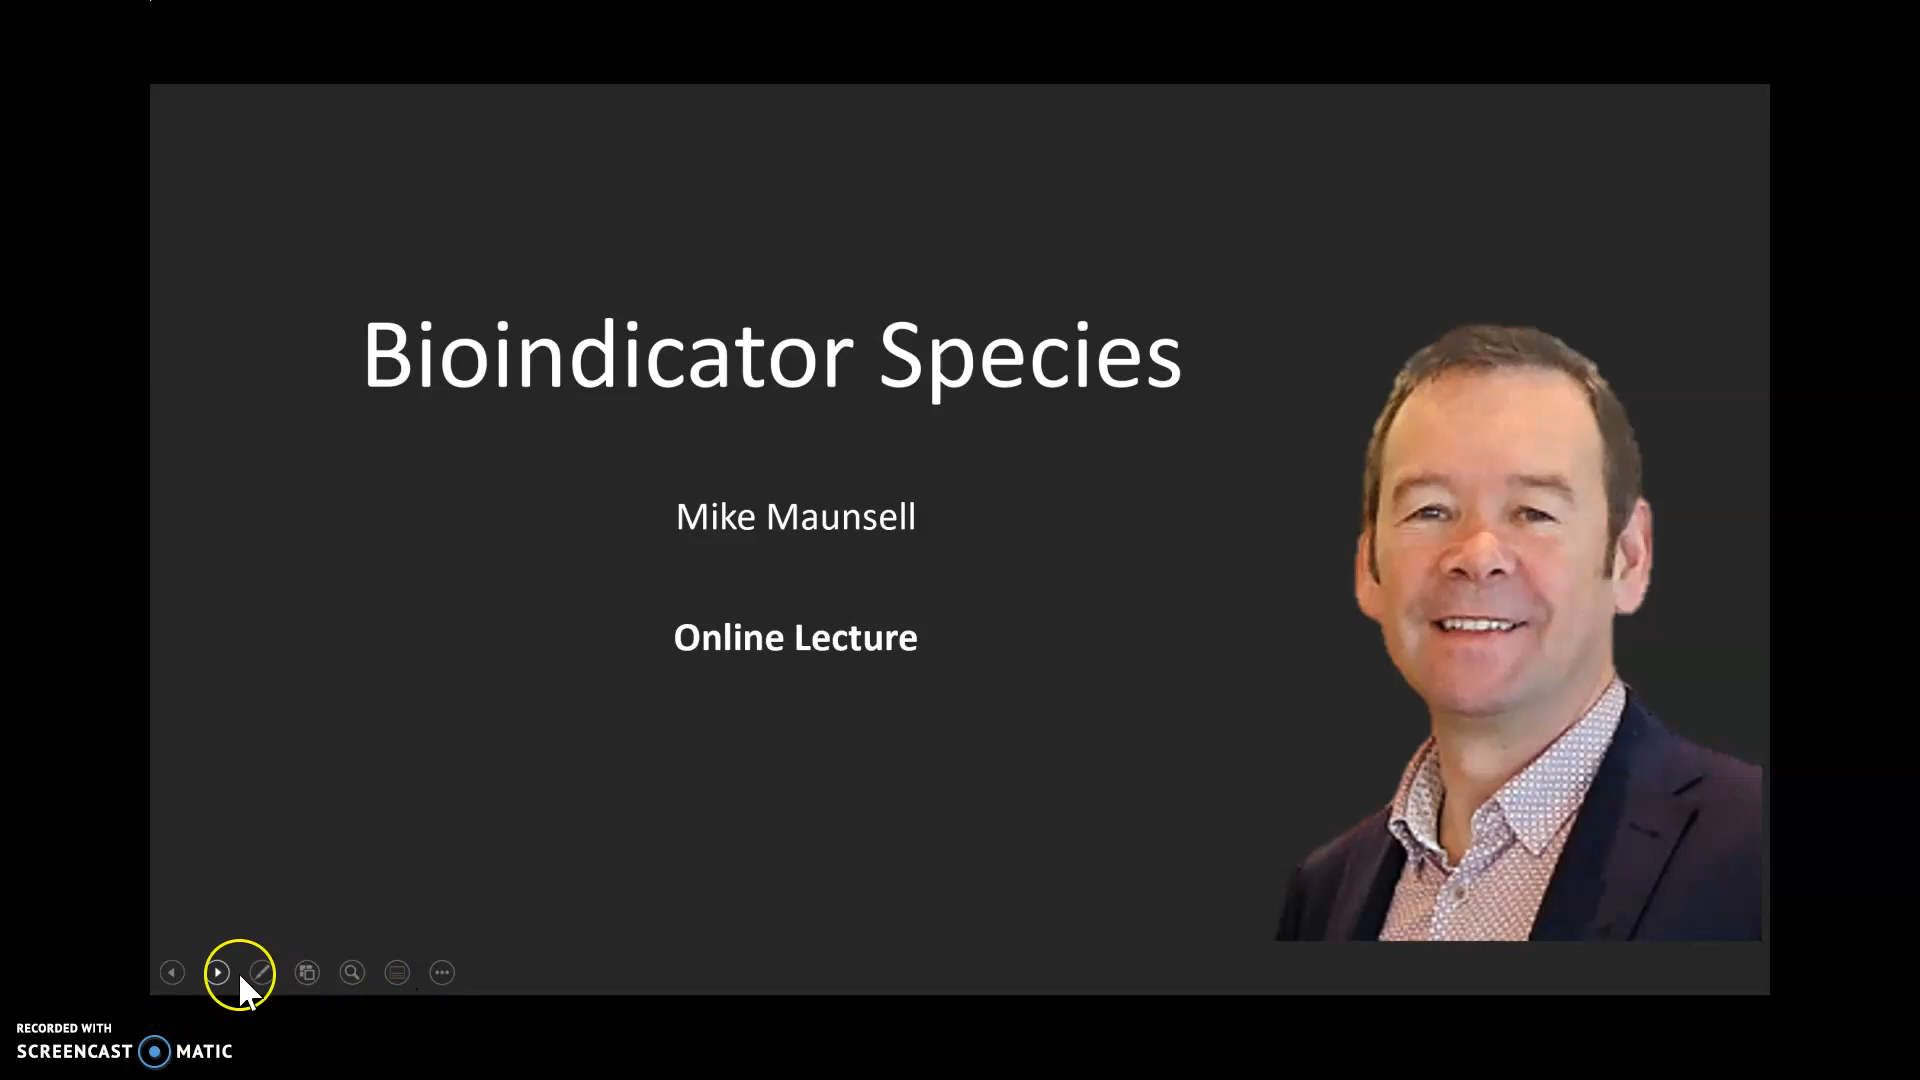 Bioindicator Species
Mike Maunsell
Online Lecture
RECORDED WITH
SCREENCAST MATIC